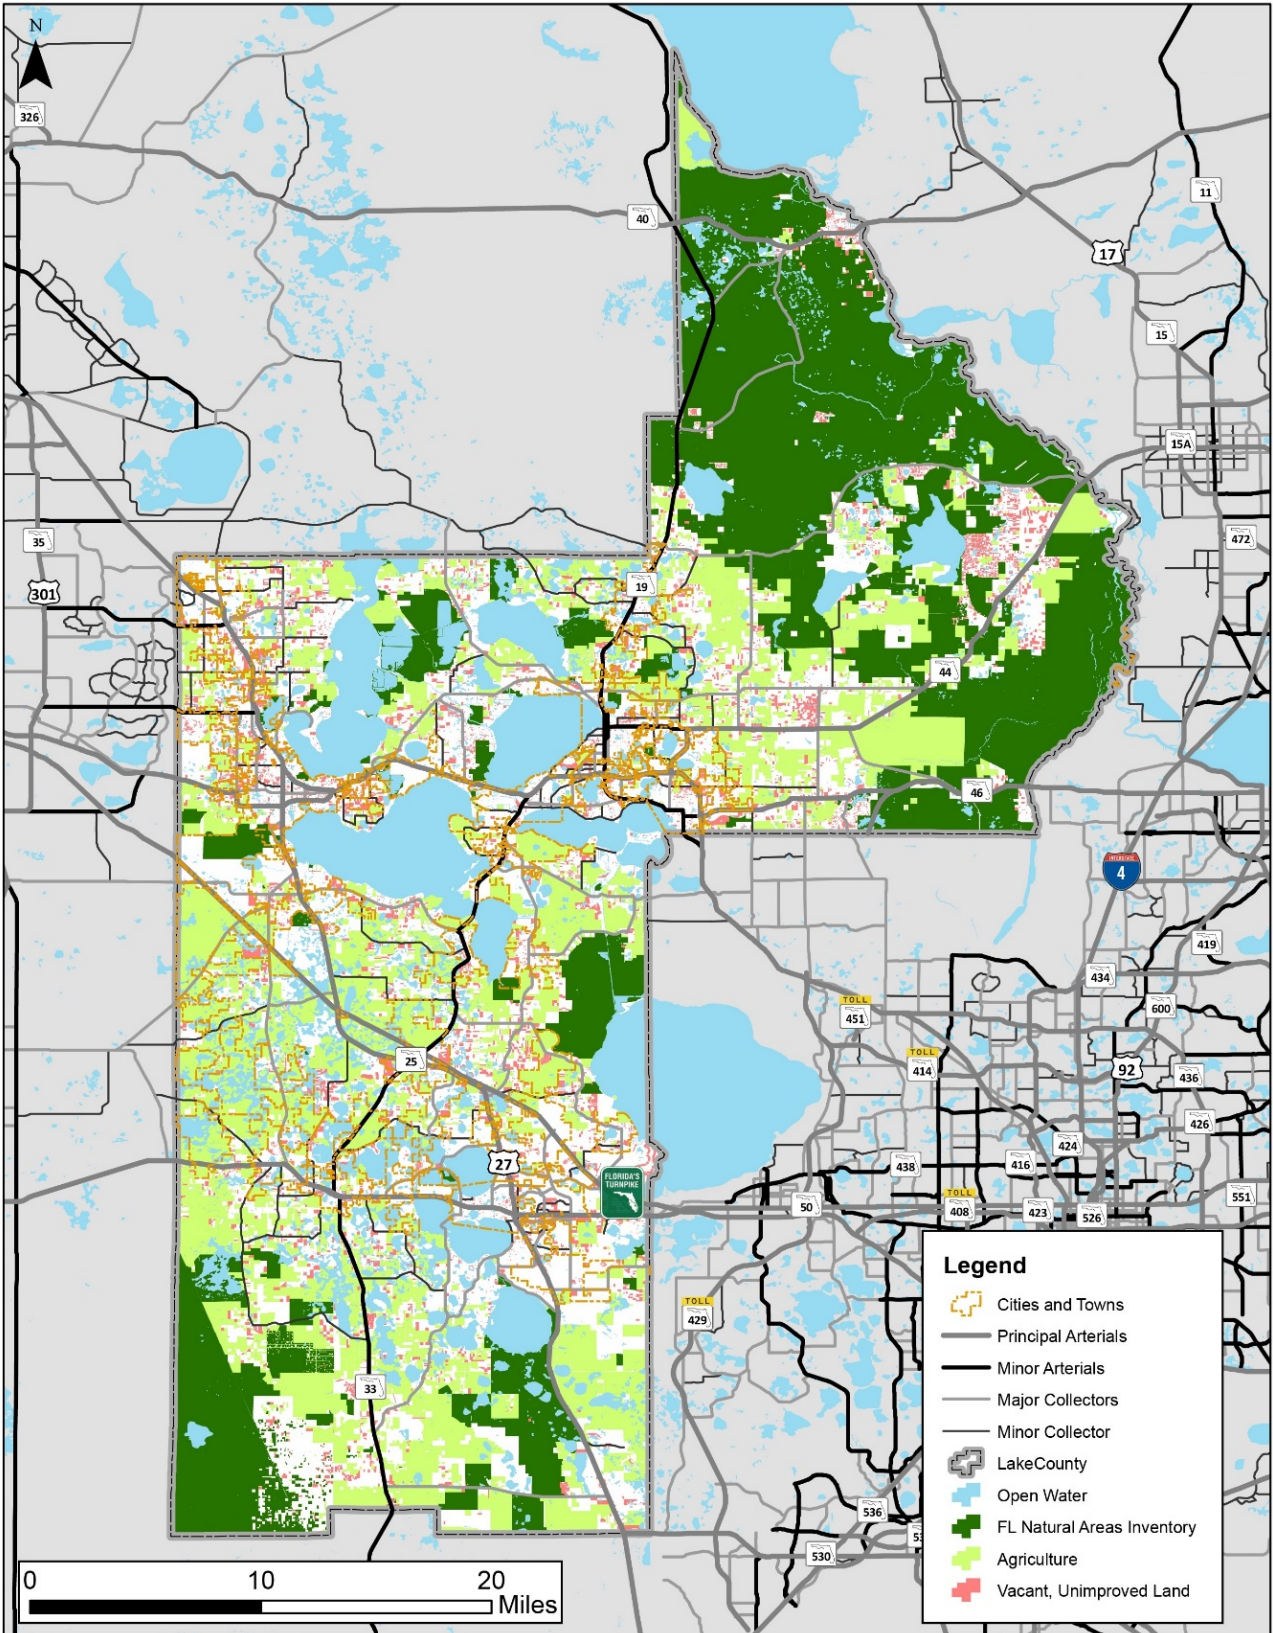 N
326
40
11
17
15
15A
35
472
301
19
44
46
INTERSTATE
4
419
434
TOLL
451
600
25
TOLL
414
92
436
426
424
27
438
416
FLORIDA'S
TURNPIKE
TOLL
50
408
423
526
551
Legend
Cities and Towns
TOLL
429
Principal Arterials
Minor Arterials
33
Major Collectors
Minor Collector
LakeCounty
Open Water
536
FL Natural Areas Inventory
530
Agriculture
0 10 20
Vacant, Unimproved Land
Miles